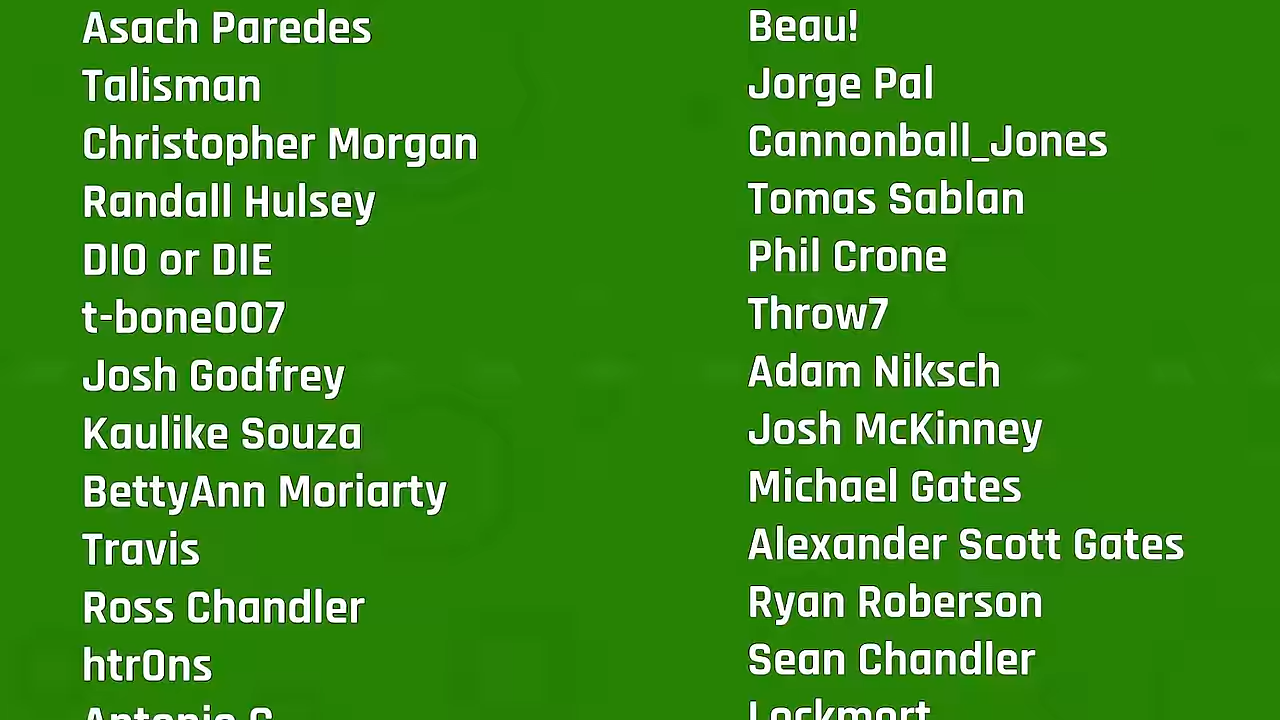 Asach Paredes
Talisman
Christopher Morgan
Randall Hulsey
DIO or DIE
t-bone007
Josh Godfrey
Kaulike Souza
BettyAnn Moriarty
Travis
Ross Chandler
htr0ns
Beau!
Jorge Pal
Cannonball_Jones
Tomas Sablan
Phil Crone
Throw7
Adam Niksch
Josh McKinney
Michael Gates
Alexander Scott Gates
Ryan Roberson
Sean Chandler